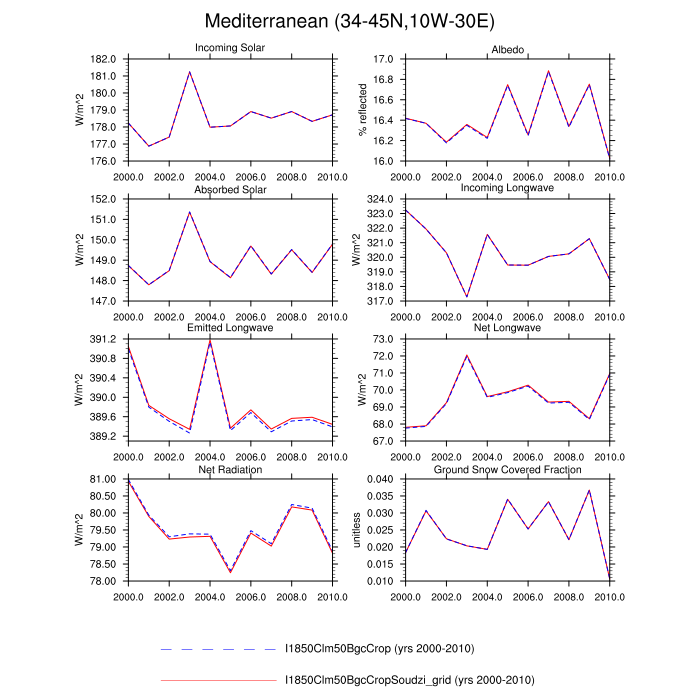 Mediterranean (34-45N,10W-30E)
Incoming Solar
W/m^2
182.0
181.0
180.0
179.0
178.0
177.0
176.0
2000.0 2002.0 2004.0 2006.0 2008.0 2010.0
Albedo
% reflected
17.0
16.8
16.6
16.4
16.2
16.0
2000.0 2002.0 2004.0 2006.0 2008.0 2010.0
Absorbed Solar
W/m^2
152.0
151.0
150.0
149.0
148.0
147.0
2000.0 2002.0 2004.0 2006.0 2008.0 2010.0
Incoming Longwave
W/m^2
324.0
323.0
322.0
321.0
320.0
319.0
318.0
317.0
2000.0 2002.0 2004.0 2006.0 2008.0 2010.0
Emitted Longwave
W/m^2
391.2
390.8
390.4
390.0
389.6
389.2
2000.0 2002.0 2004.0 2006.0 2008.0 2010.0
Net Longwave
W/m^2
73.0
72.0
71.0
70.0
69.0
68.0
67.0
2000.0 2002.0 2004.0 2006.0 2008.0 2010.0
Net Radiation
W/m^2
81.00
80.50
80.00
79.50
79.00
78.50
78.00
2000.0 2002.0 2004.0 2006.0 2008.0 2010.0
Ground Snow Covered Fraction
unitless
0.040
0.035
0.030
0.025
0.020
0.015
0.010
2000.0 2002.0 2004.0 2006.0 2008.0 2010.0
I1850Clm50BgcCrop (yrs 2000-2010)
I1850Clm50BgcCropSoudzi_grid (yrs 2000-2010)